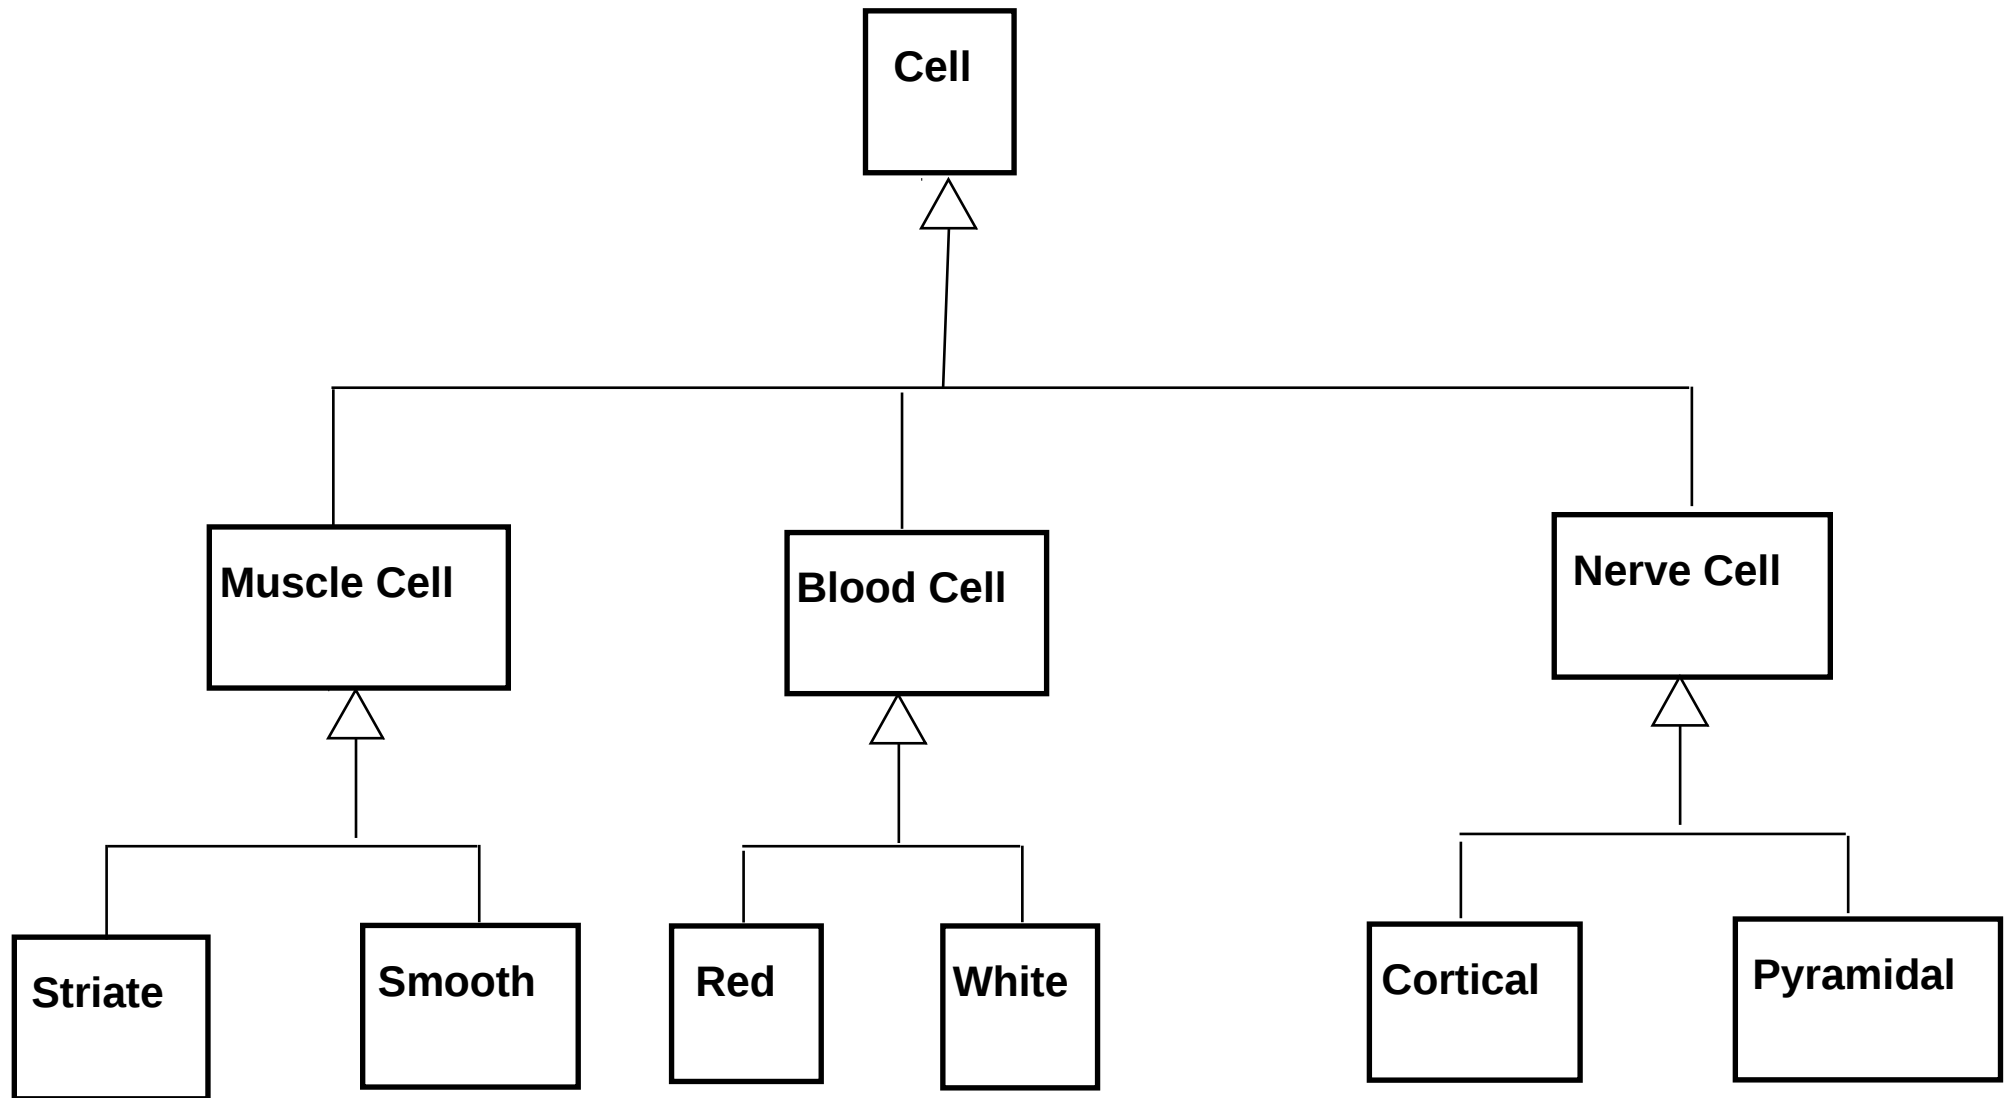 Cell
Muscle Cell
Blood Cell
Nerve Cell
Striate
Smooth
Red
White
Cortical
Pyramidal